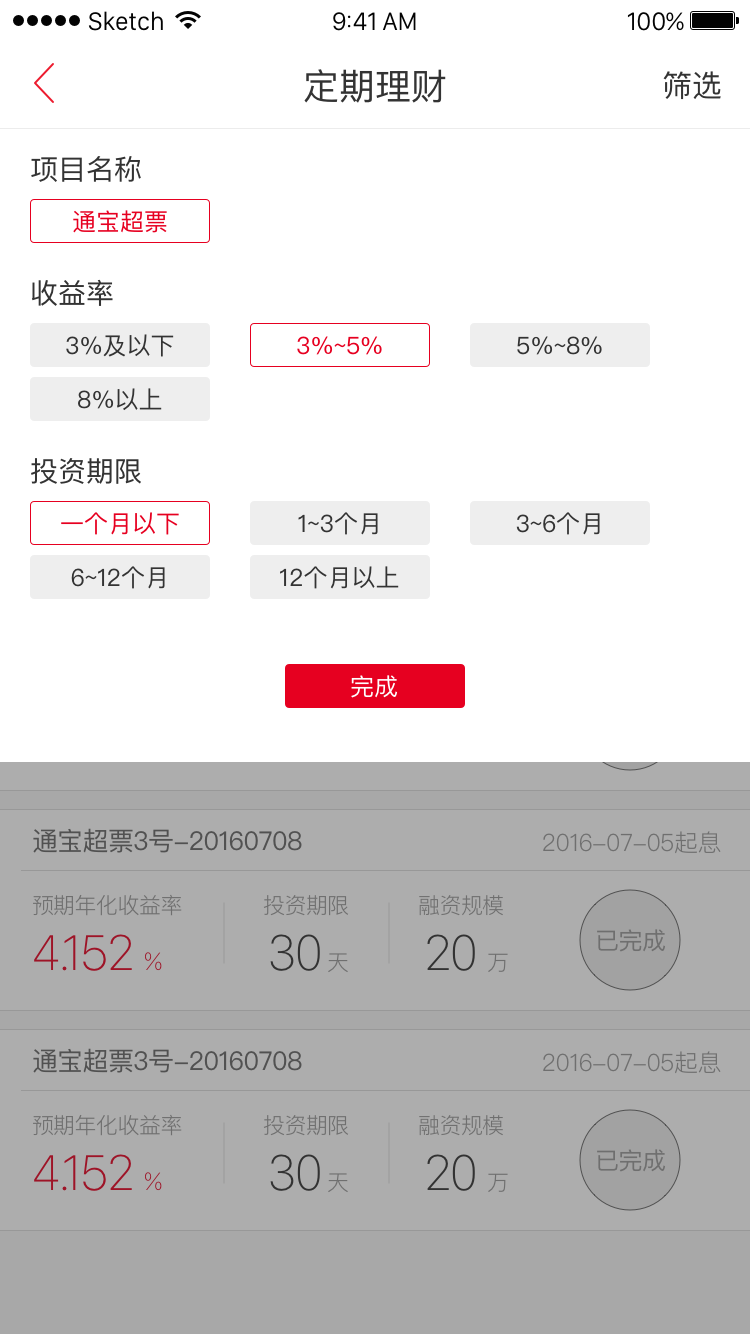 ●●●●● Sketch 9:41 AM 100%
定期理财 筛选
项目名称
通宝超票
收益率
3%及以下 3%~5% 5%~8%
8%以上
投资期限
一个月以下 1~3个月 3~6个月
6~12个月 12个月以上
完成
通宝超票3号-20160708 2016-07-05起息
预期年化收益率 投资期限 融资规模
4.152 % 30 天 20 万 已完成
通宝超票3号-20160708 2016-07-05起息
预期年化收益率 投资期限 融资规模
4.152 % 30 天 20 万 已完成